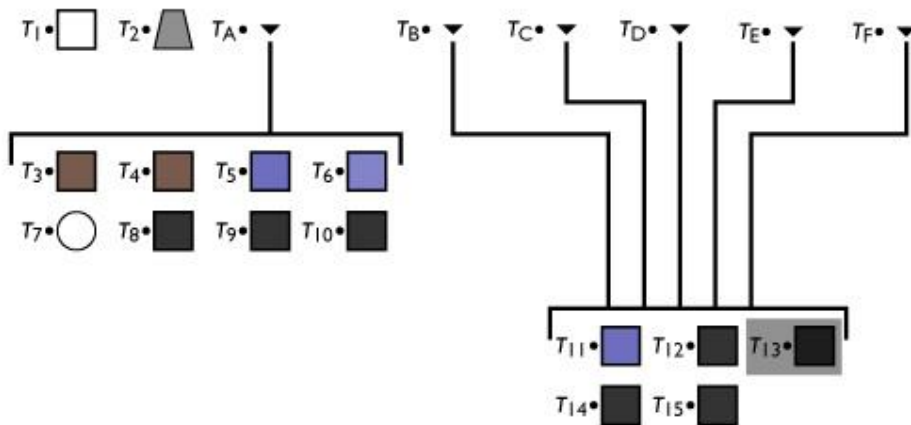 T1• T2• TA• TB• TC• TD• TE• TF•
T3• T4• T5• T6•
T7• T8• T9• T10•
T11• T12• T13•
T14• T15•